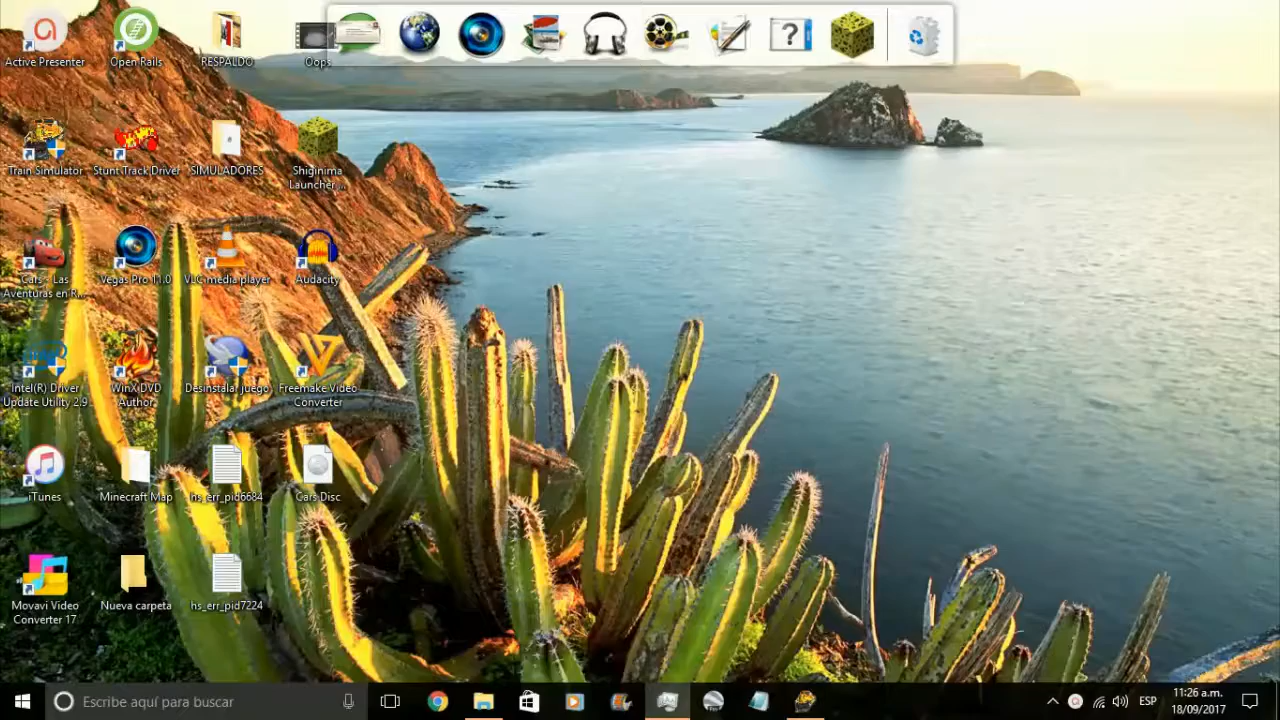 Active Presenter
Open Rails
RESPALDO
Oops
Train Simulator
Stunt Track Driver
SIMULADORES
Shiginima
Launcher ...
Cars - Las
Aventuras en R...
Vegas Pro 11.0
VLC media player
Audacity
Intel(R) Driver
Update Utility 2.9
WinX DVD
Author
Desinstalar juego
Freemake Video
Converter
iTunes
Minecraft Map
hs_err_pid6684
Cars Disc
Movavi Video
Converter 17
Nueva carpeta
hs_err_pid7224
Escribe aquí para buscar
ESP
11:26 a.m.
18/09/2017